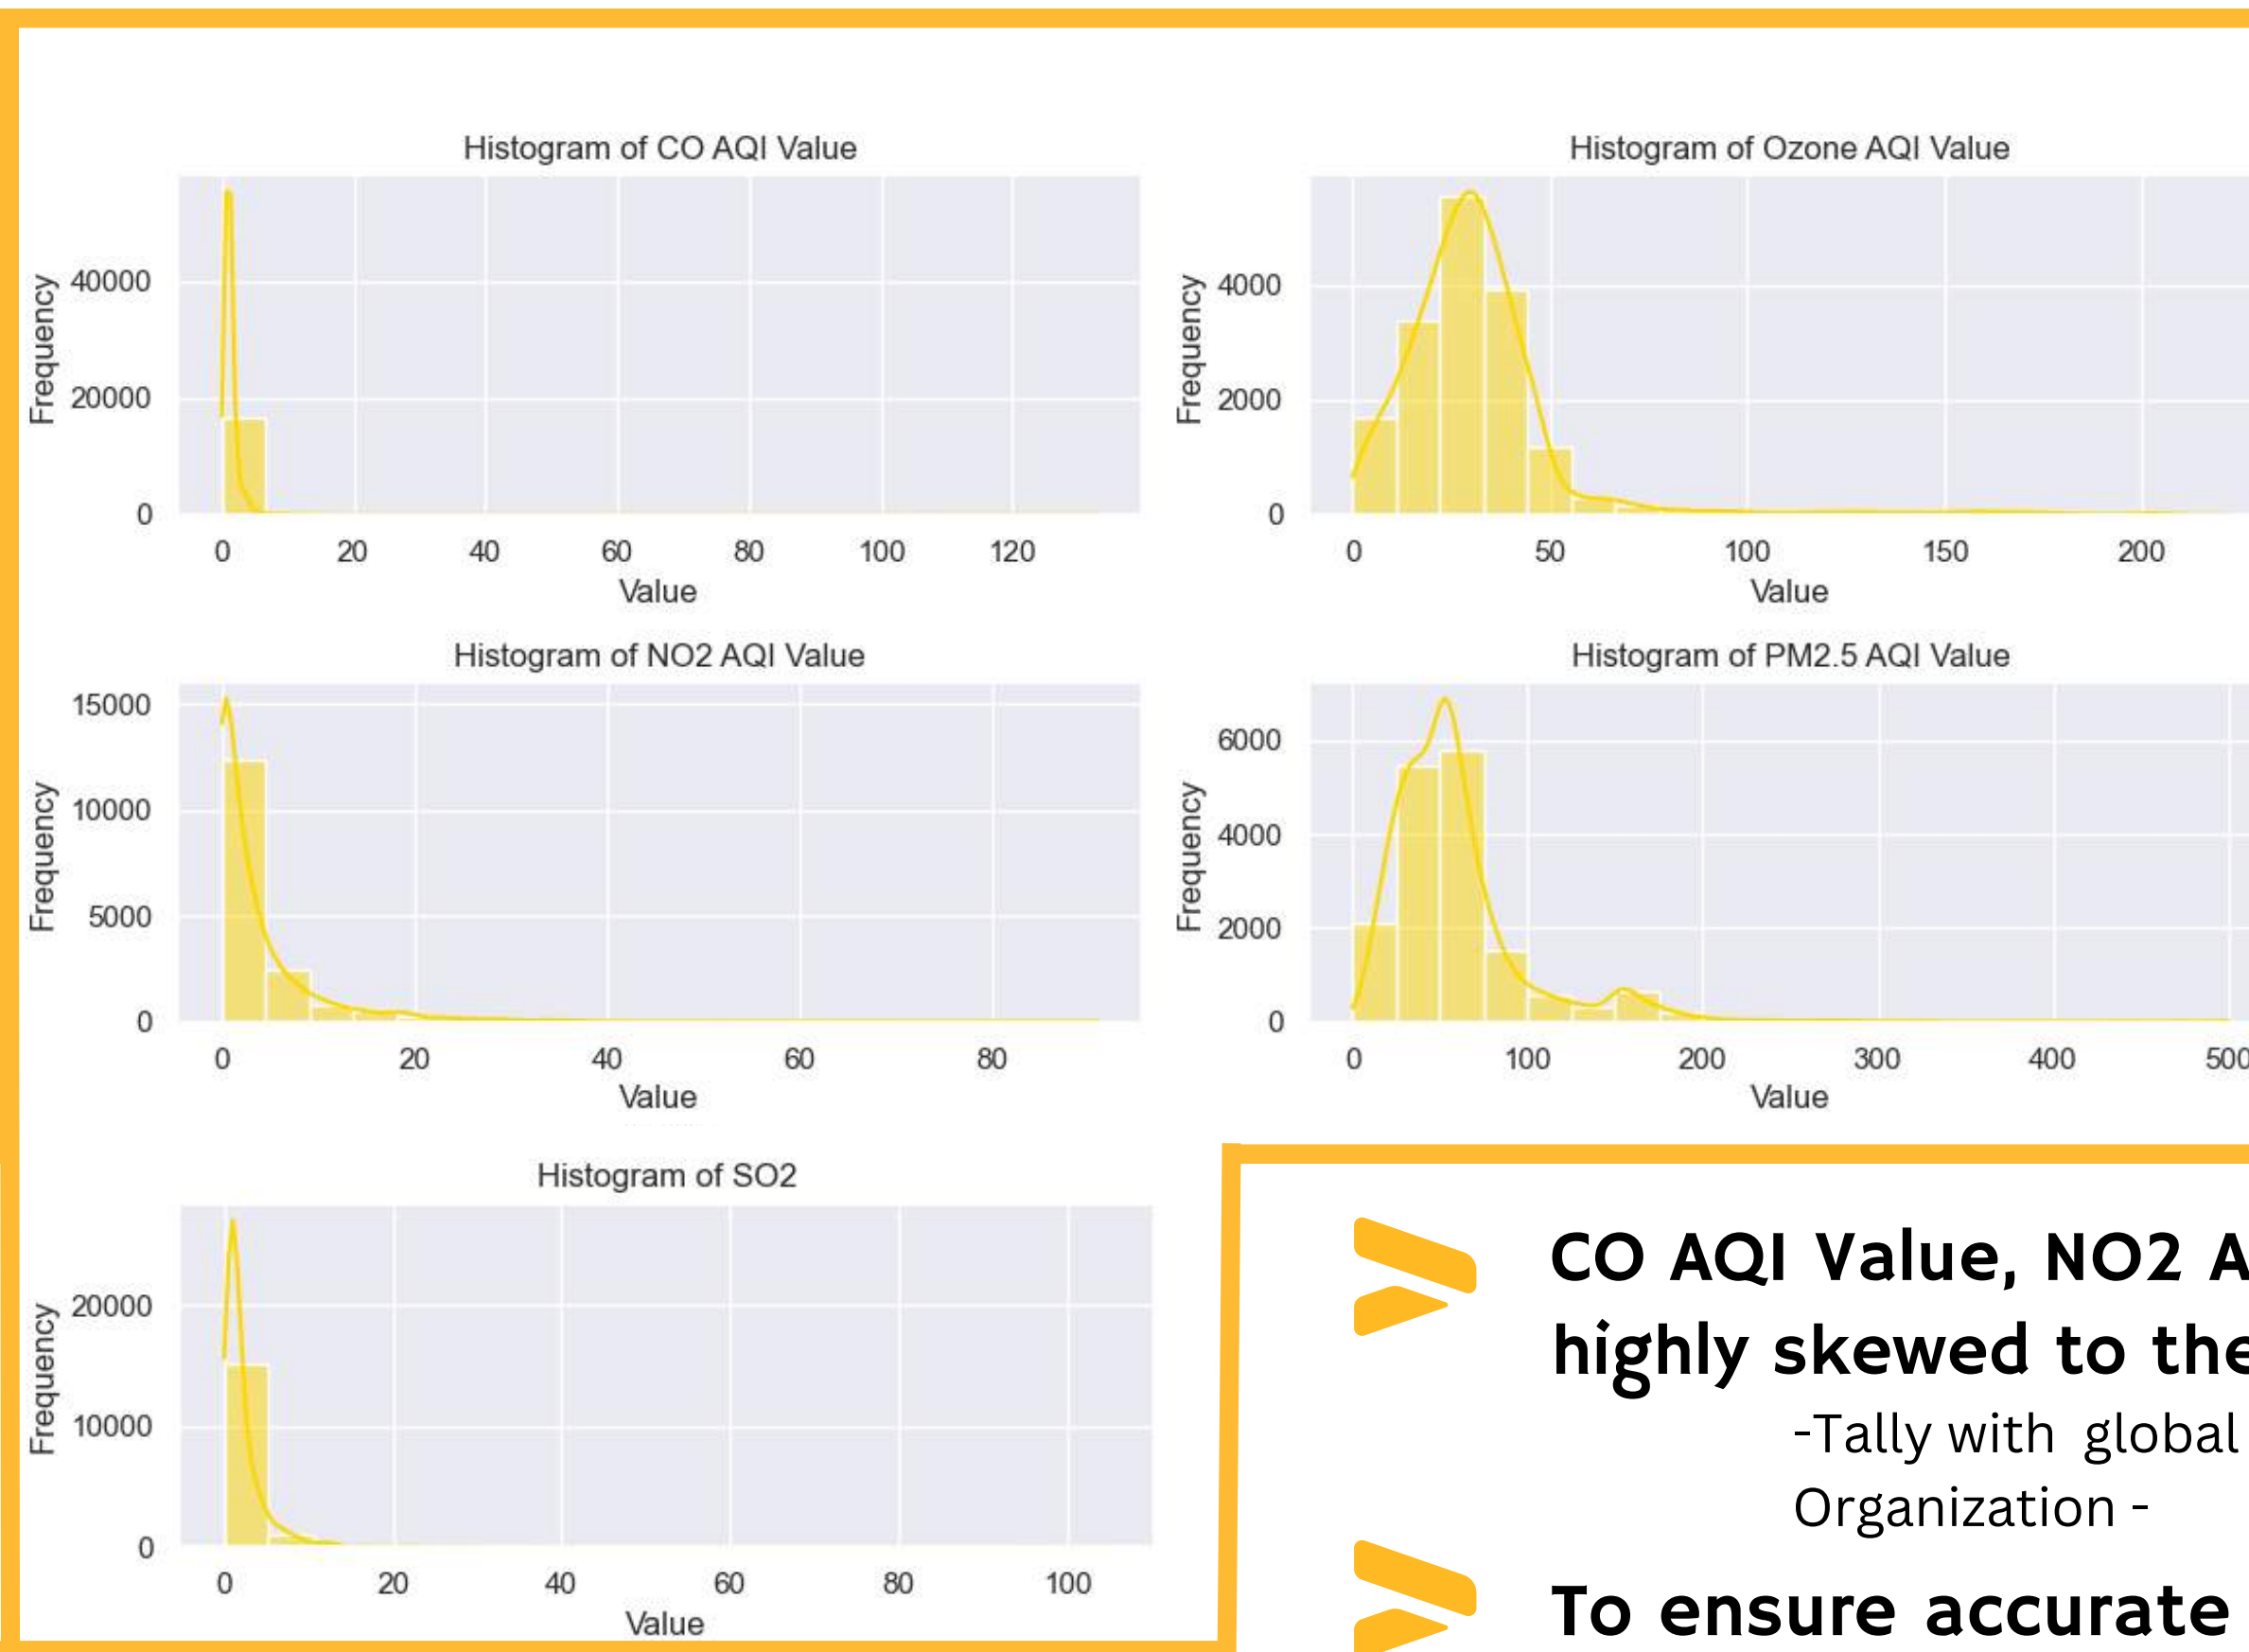 Histogram of CO AQI Value
Frequency
40000
20000
0
0 20 40 60 80 100 120
Value
Histogram of Ozone AQI Value
Frequency
4000
2000
0
0 50 100 150 200
Value
Histogram of NO2 AQI Value
Frequency
15000
10000
5000
0
0 20 40 60 80
Value
Histogram of PM2.5 AQI Value
Frequency
6000
4000
2000
0
0 100 200 300 400 500
Value
Histogram of SO2
Frequency
20000
10000
0
0 20 40 60 80 100
Value
CO AQI Value, NO2 A
highly skewed to the
-Tally with global
Organization -
To ensure accurate